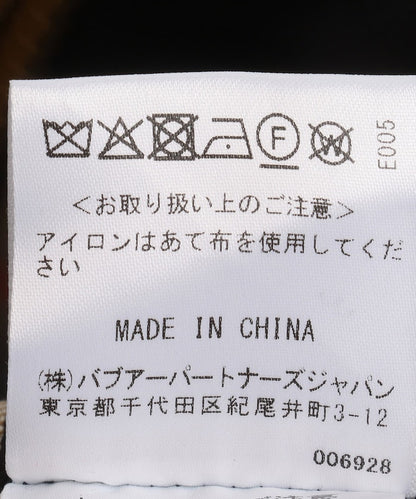 F W
E005
<お取り扱い上のご注意>
アイロンはあて布を使用してくだ
さい
MADE IN CHINA
(株)バブアーパートナーズジャパン
東京都千代田区紀尾井町3-12
006928